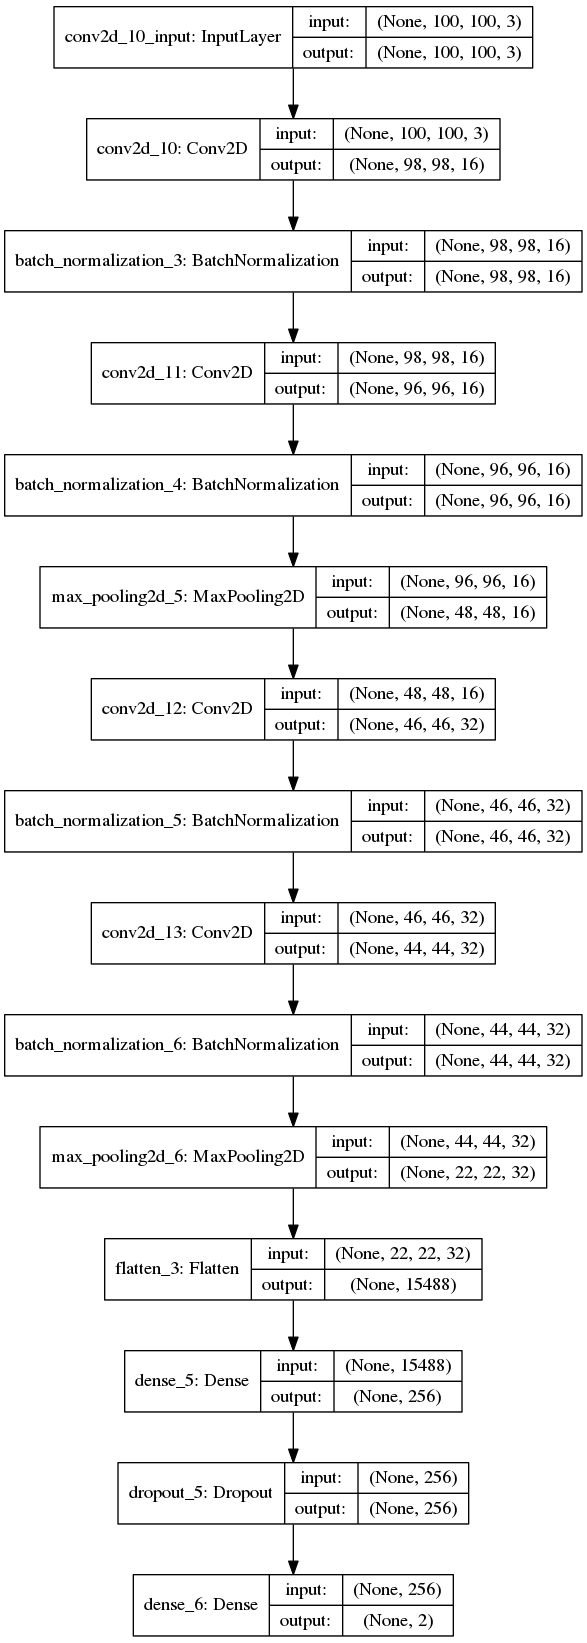 conv2d_10_input: InputLayer
input: (None, 100, 100, 3)
output: (None, 100, 100, 3)
conv2d_10: Conv2D
input: (None, 100, 100, 3)
output: (None, 98, 98, 16)
batch_normalization_3: BatchNormalization
input: (None, 98, 98, 16)
output: (None, 98, 98, 16)
conv2d_11: Conv2D
input: (None, 98, 98, 16)
output: (None, 96, 96, 16)
batch_normalization_4: BatchNormalization
input: (None, 96, 96, 16)
output: (None, 96, 96, 16)
max_pooling2d_5: MaxPooling2D
input: (None, 96, 96, 16)
output: (None, 48, 48, 16)
conv2d_12: Conv2D
input: (None, 48, 48, 16)
output: (None, 46, 46, 32)
batch_normalization_5: BatchNormalization
input: (None, 46, 46, 32)
output: (None, 46, 46, 32)
conv2d_13: Conv2D
input: (None, 46, 46, 32)
output: (None, 44, 44, 32)
batch_normalization_6: BatchNormalization
input: (None, 44, 44, 32)
output: (None, 44, 44, 32)
max_pooling2d_6: MaxPooling2D
input: (None, 44, 44, 32)
output: (None, 22, 22, 32)
flatten_3: Flatten
input: (None, 22, 22, 32)
output: (None, 15488)
dense_5: Dense
input: (None, 15488)
output: (None, 256)
dropout_5: Dropout
input: (None, 256)
output: (None, 256)
dense_6: Dense
input: (None, 256)
output: (None, 2)